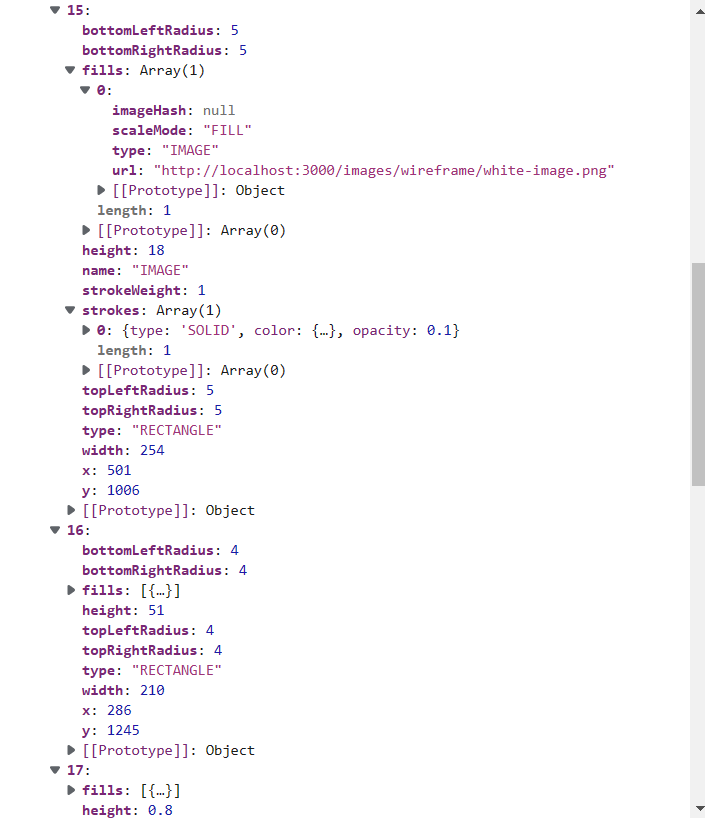 15:
bottomLeftRadius: 5
bottomRightRadius: 5
fills: Array(1)
0:
imageHash: null
scaleMode: "FILL"
type: "IMAGE"
url: "http://localhost:3000/images/wireframe/white-image.png"
[[Prototype]]: Object
length: 1
[[Prototype]]: Array(0)
height: 18
name: "IMAGE"
strokeWeight: 1
strokes: Array(1)
0: {type: 'SOLID', color: {…}, opacity: 0.1}
length: 1
[[Prototype]]: Array(0)
topLeftRadius: 5
topRightRadius: 5
type: "RECTANGLE"
width: 254
x: 501
y: 1006
[[Prototype]]: Object
16:
bottomLeftRadius: 4
bottomRightRadius: 4
fills: [{…}]
height: 51
topLeftRadius: 4
topRightRadius: 4
type: "RECTANGLE"
width: 210
x: 286
y: 1245
[[Prototype]]: Object
17:
fills: [{…}]
height: 0.8